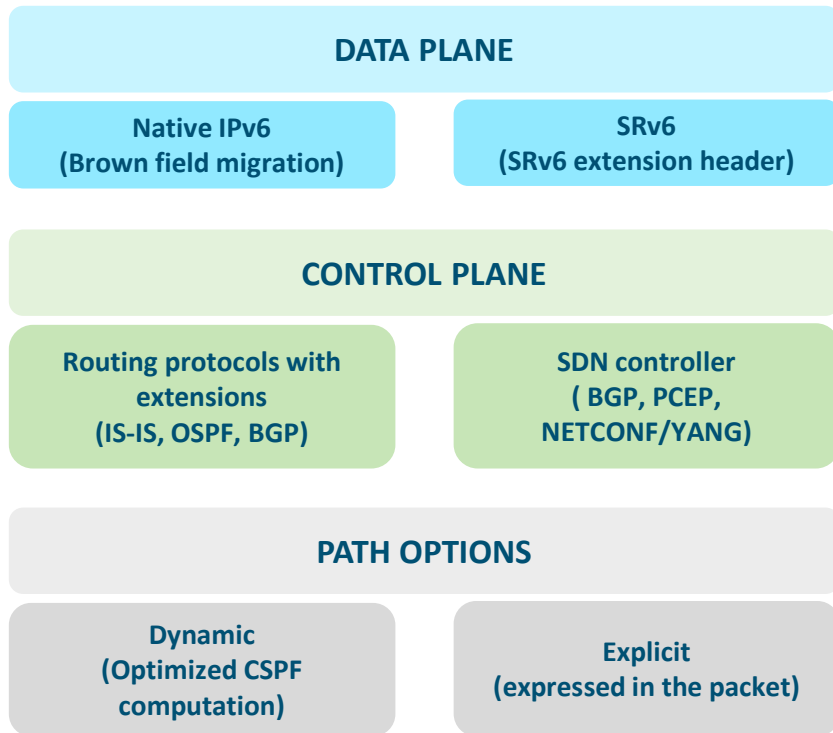 DATA PLANE
Native IPv6
(Brown field migration)
SRv6
(SRv6 extension header)
CONTROL PLANE
Routing protocols with
extensions
(IS-IS, OSPF, BGP)
SDN controller
( BGP, PCEP,
NETCONF/YANG)
PATH OPTIONS
Dynamic
(Optimized CSPF
computation)
Explicit
(expressed in the packet)